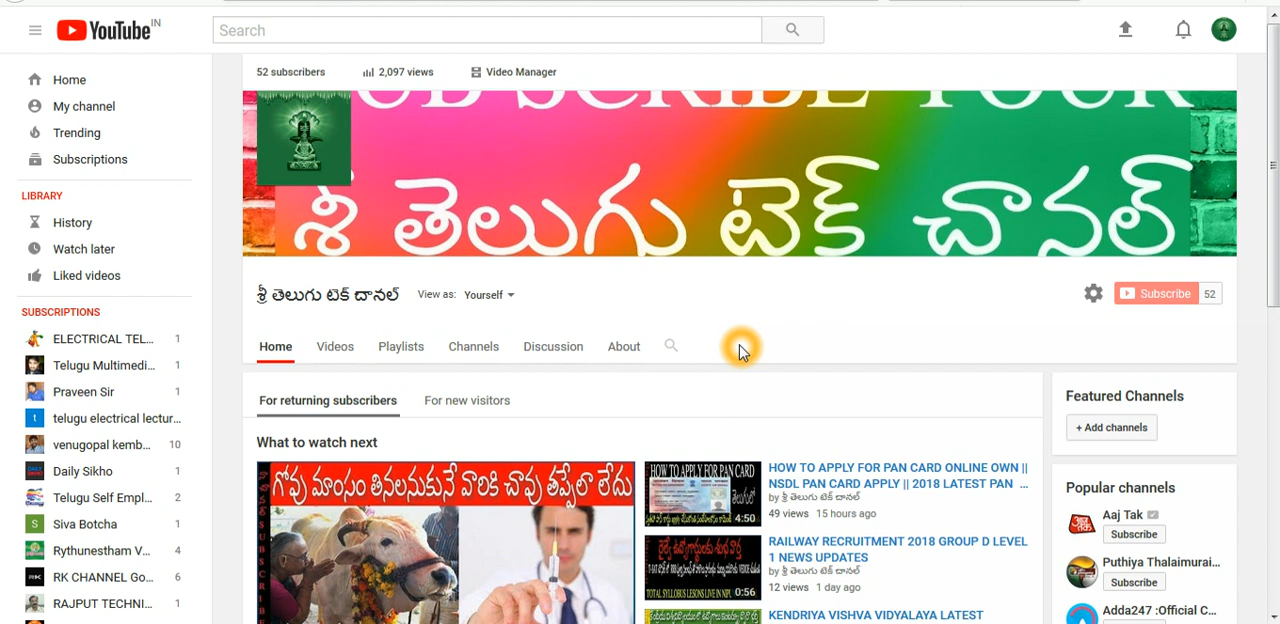 YouTube IN
Search
Home
My channel
Trending
Subscriptions
LIBRARY
History
Watch later
Liked videos
SUBSCRIPTIONS
ELECTRICAL TEL... 1
Telugu Multimedi... 1
Praveen Sir 1
t telugu electrical lectur...
venugopal kemb... 10
Daily Sikho 1
Telugu Self Empl... 2
S Siva Botcha 1
Rythunestham V... 4
RK CHANNEL Go... 6
RAJPUT TECHNI... 1
52 subscribers 2,097 views Video Manager
శ్రీ తెలుగు టెక్ చానల్
శ్రీ తెలుగు టెక్ చానల్ View as: Yourself
Subscribe 52
Home Videos Playlists Channels Discussion About
For returning subscribers For new visitors
What to watch next
గోవు మాంసం తినలనుకునే వారికి చావు తప్పేలా లేదు
HOW TO APPLY FOR PAN CARD
4:50
HOW TO APPLY FOR PAN CARD ONLINE OWN ||
NSDL PAN CARD APPLY || 2018 LATEST PAN ...
by శ్రీ తెలుగు టెక్ చానల్
49 views 15 hours ago
0:56
RAILWAY RECRUITMENT 2018 GROUP D LEVEL
1 NEWS UPDATES
by శ్రీ తెలుగు టెక్ చానల్
12 views 1 day ago
KENDRIYA VISHVA VIDYALAYA LATEST
Featured Channels
+ Add channels
Popular channels
Aaj Tak
Subscribe
Puthiya Thalaimurai...
Subscribe
Adda247 :Official C...